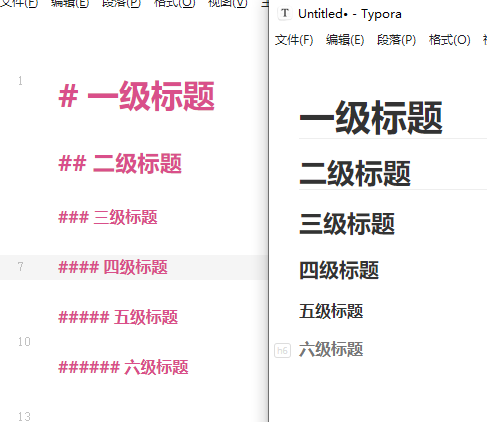 文件(F) 编辑(E) 段落(P) 格式(O) 视图(V)
1
# 一级标题
## 二级标题
### 三级标题
7
#### 四级标题
##### 五级标题
10
###### 六级标题
13
T Untitled• - Typora
文件(F) 编辑(E) 段落(P) 格式(O)
一级标题
二级标题
三级标题
四级标题
五级标题
h6 六级标题